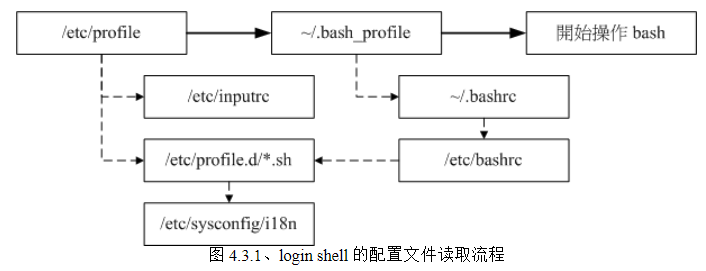 /etc/profile
~/.bash_profile
開始操作 bash
/etc/inputrc
~/.bashrc
/etc/profile.d/*.sh
/etc/bashrc
/etc/sysconfig/i18n
图 4.3.1、login shell 的配置文件读取流程